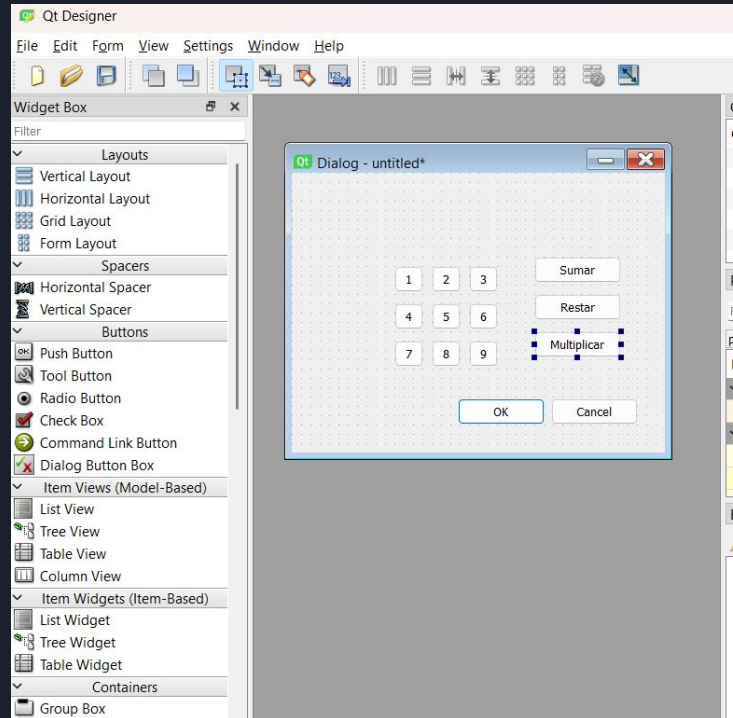 Qt Designer
File Edit Form View Settings Window Help
123
Widget Box
Filter
Layouts
Vertical Layout
Horizontal Layout
Grid Layout
Form Layout
Spacers
Horizontal Spacer
Vertical Spacer
Buttons
OK Push Button
Tool Button
Radio Button
Check Box
Command Link Button
Dialog Button Box
Item Views (Model-Based)
List View
Tree View
Table View
Column View
Item Widgets (Item-Based)
List Widget
Tree Widget
Table Widget
Containers
Group Box
Qt Dialog - untitled*
1 2 3 Sumar
4 5 6 Restar
7 8 9 Multiplicar
OK Cancel